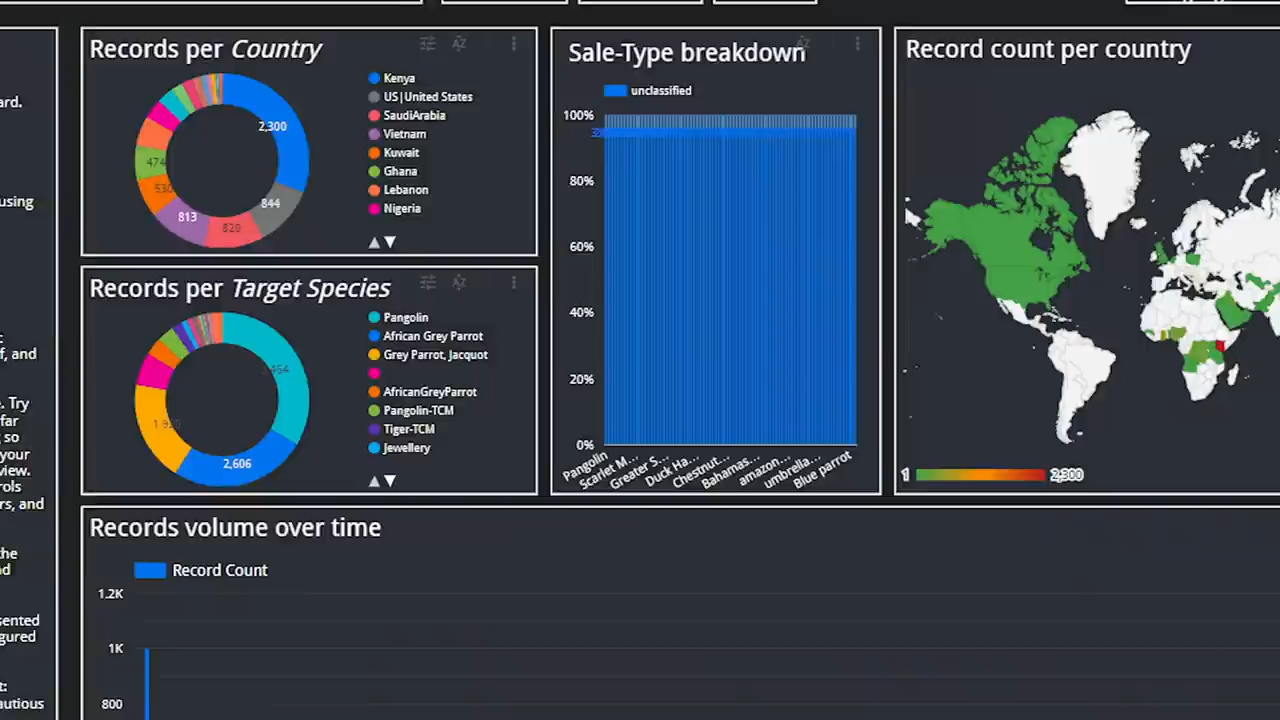 ard.
using
f, and
. Try
far
so
your
view.
rols
rs, and
the
nd
sented
gured
t:
autious
Records per Country
Kenya
US|United States
SaudiArabia
Vietnam
Kuwait
Ghana
Lebanon
Nigeria
2,300
844
820
813
530
474
Records per Target Species
Pangolin
African Grey Parrot
Grey Parrot, Jacquot
AfricanGreyParrot
Pangolin-TCM
Tiger-TCM
Jewellery
2,606
Sale-Type breakdown
unclassified
100%
80%
60%
40%
20%
0%
Pangolin
Scarlet M...
Greater S...
Duck Ha...
Chestnut...
Bahamas...
amazon...
umbrella...
Blue parrot
Record count per country
1
2,300
Records volume over time
Record Count
1.2K
1K
800